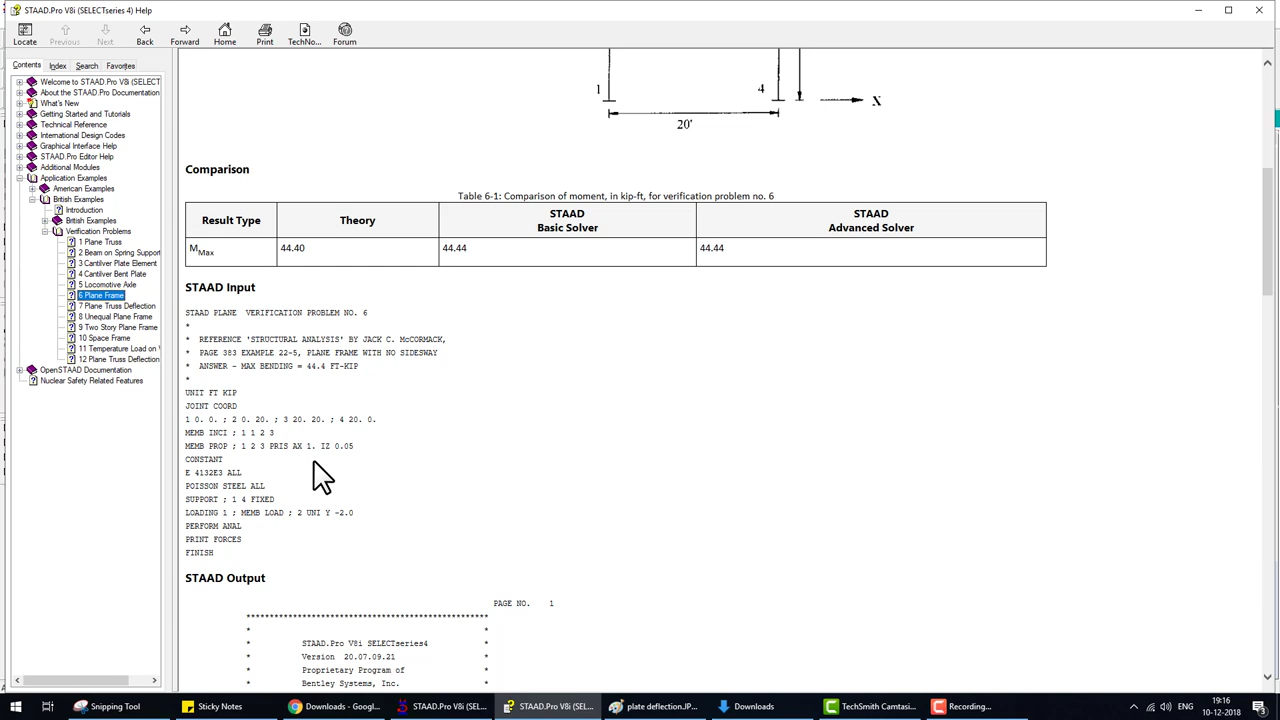 STAAD.Pro V8i (SELECTseries 4) Help
Locate
Previous
Next
Back
Forward
Home
Print
TechNo...
Forum
Contents
Index
Search
Favorites
Welcome to STAAD.Pro V8i (SELECT
About the STAAD.Pro Documentation
What's New
Getting Started and Tutorials
Technical Reference
International Design Codes
Graphical Interface Help
STAAD.Pro Editor Help
Additional Modules
Application Examples
American Examples
British Examples
Introduction
British Examples
Verification Problems
1 Plane Truss
2 Beam on Spring Support
3 Cantilver Plate Element
4 Cantilver Bent Plate
5 Locomotive Axle
6 Plane Frame
7 Plane Truss Deflection
8 Unequal Plane Frame
9 Two Story Plane Frame
10 Space Frame
11 Temperature Load on
12 Plane Truss Deflection
OpenSTAAD Documentation
Nuclear Safety Related Features
1
4
X
20'
Comparison
Table 6-1: Comparison of moment, in kip-ft, for verification problem no. 6
Result Type
Theory
STAAD
Basic Solver
STAAD
Advanced Solver
MMax
44.40
44.44
44.44
STAAD Input
STAAD PLANE  VERIFICATION PROBLEM NO. 6
*
*  REFERENCE 'STRUCTURAL ANALYSIS' BY JACK C. McCORMACK,
*  PAGE 383 EXAMPLE 22-5, PLANE FRAME WITH NO SIDESWAY
*  ANSWER - MAX BENDING = 44.4 FT-KIP
*
UNIT FT KIP
JOINT COORD
1 0. 0. ; 2 0. 20. ; 3 20. 20. ; 4 20. 0.
MEMB INCI ; 1 1 2 3
MEMB PROP ; 1 2 3 PRIS AX 1. IZ 0.05
CONSTANT
E 4132E3 ALL
POISSON STEEL ALL
SUPPORT ; 1 4 FIXED
LOADING 1 ; MEMB LOAD ; 2 UNI Y -2.0
PERFORM ANAL
PRINT FORCES
FINISH
STAAD Output
PAGE NO.    1
****************************************************
*                                                  *
*          STAAD.Pro V8i SELECTseries4             *
*          Version  20.07.09.21                    *
*          Proprietary Program of                  *
*          Bentley Systems, Inc.                   *
Snipping Tool
Sticky Notes
Downloads - Googl...
STAAD.Pro V8i (SEL...
STAAD.Pro V8i (SEL...
plate deflection.JP...
Downloads
TechSmith Camtasi...
Recording...
19:16
10-12-2018